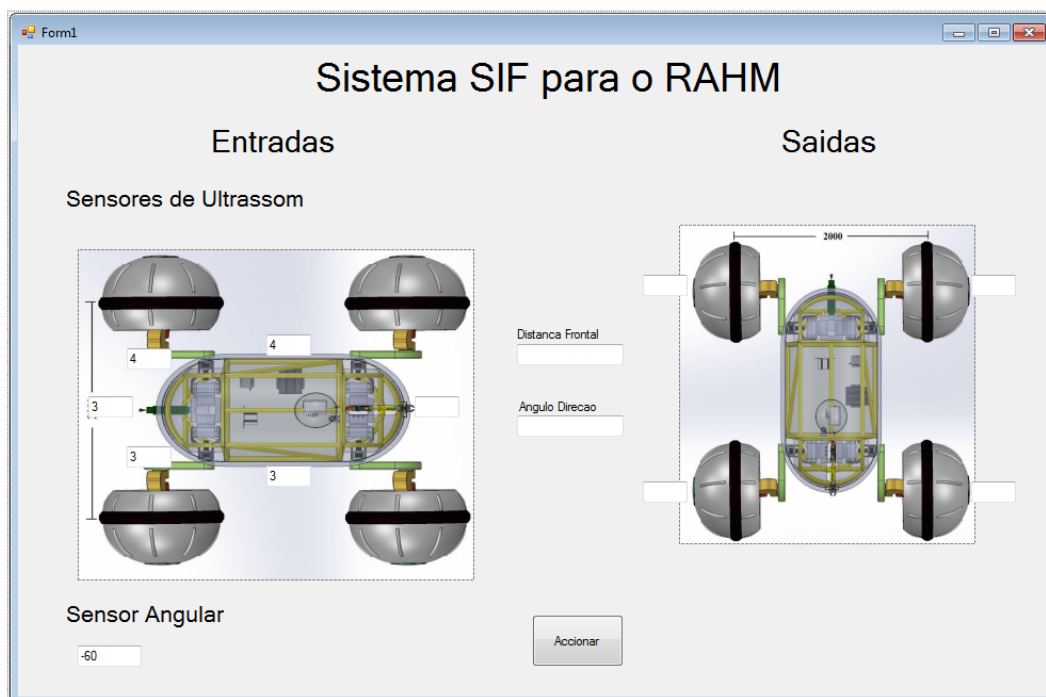 Form1
Sistema SIF para o RAHM
Entradas
Saidas
Sensores de Ultrassom
2000
4
4
3
3
3
Distanca Frontal
Angulo Direcao
Sensor Angular
-60
Accionar